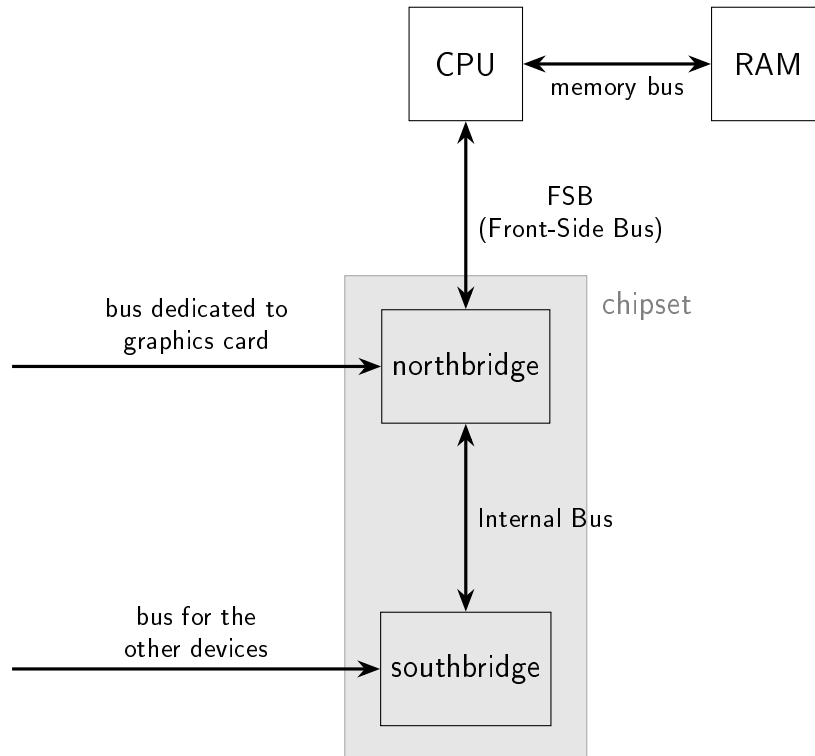 CPU
RAM
memory bus
FSB
(Front-Side Bus)
chipset
bus dedicated to
graphics card
northbridge
Internal Bus
bus for the
other devices
southbridge